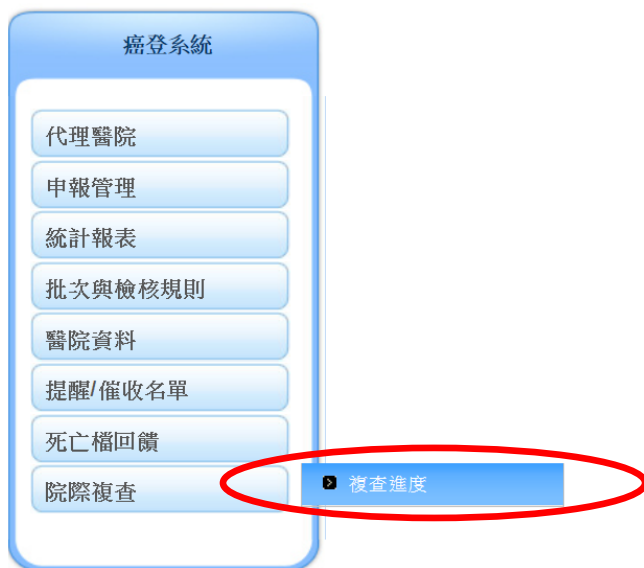 癌登系統
代理醫院
申報管理
統計報表
批次與檢核規則
醫院資料
提醒/催收名單
死亡檔回饋
院際複查
複查進度